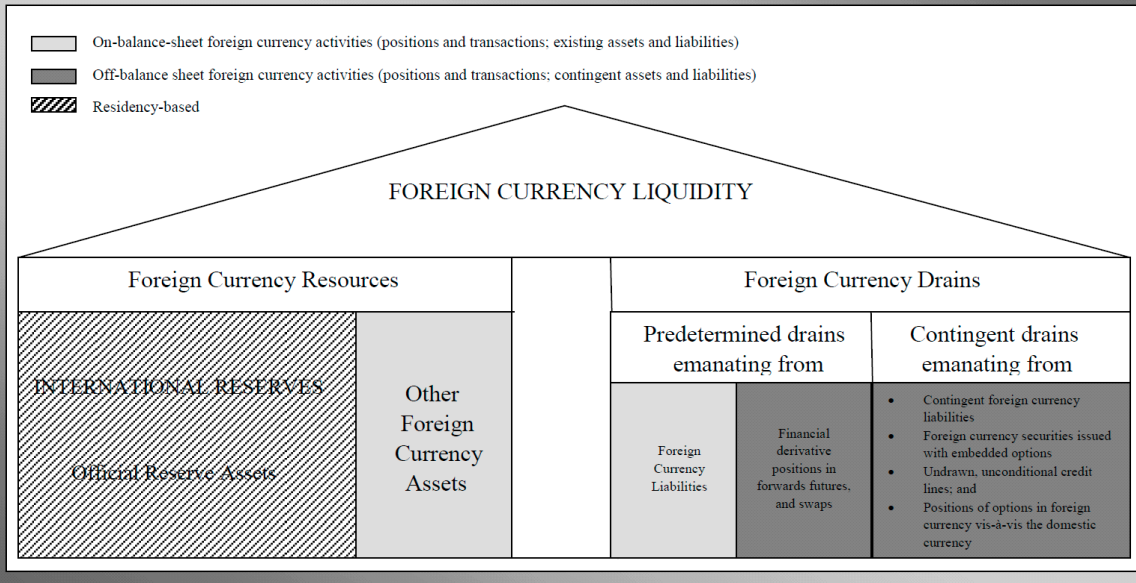 On-balance-sheet foreign currency activities (positions and transactions; existing assets and liabilities)
Off-balance sheet foreign currency activities (positions and transactions; contingent assets and liabilities)
Residency-based
FOREIGN CURRENCY LIQUIDITY
Foreign Currency Resources
Foreign Currency Drains
INTERNATIONAL RESERVES
Official Reserve Assets
Other
Foreign
Currency
Assets
Predetermined drains
emanating from
Contingent drains
emanating from
Foreign
Currency
Liabilities
Financial
derivative
positions in
forwards futures,
and swaps
• Contingent foreign currency
liabilities
• Foreign currency securities issued
with embedded options
• Undrawn, unconditional credit
lines; and
• Positions of options in foreign
currency vis-á-vis the domestic
currency